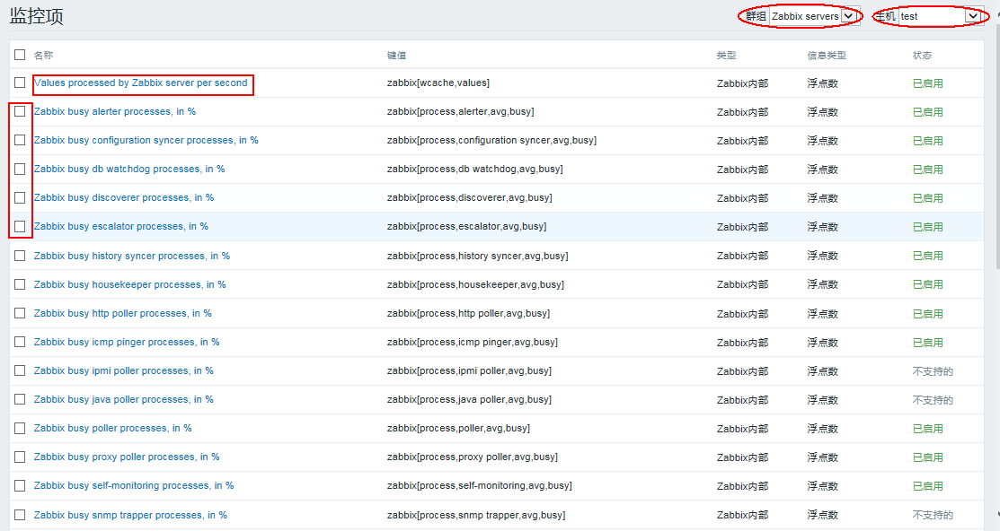 监控项 群组 Zabbix servers 主机 test
名称 键值 类型 信息类型 状态
Values processed by Zabbix server per second zabbix[wcache,values] Zabbix内部 浮点数 已启用
Zabbix busy alerter processes, in % zabbix[process,alerter,avg,busy] Zabbix内部 浮点数 已启用
Zabbix busy configuration syncer processes, in % zabbix[process,configuration syncer,avg,busy] Zabbix内部 浮点数 已启用
Zabbix busy db watchdog processes, in % zabbix[process,db watchdog,avg,busy] Zabbix内部 浮点数 已启用
Zabbix busy discoverer processes, in % zabbix[process,discoverer,avg,busy] Zabbix内部 浮点数 已启用
Zabbix busy escalator processes, in % zabbix[process,escalator,avg,busy] Zabbix内部 浮点数 已启用
Zabbix busy history syncer processes, in % zabbix[process,history syncer,avg,busy] Zabbix内部 浮点数 已启用
Zabbix busy housekeeper processes, in % zabbix[process,housekeeper,avg,busy] Zabbix内部 浮点数 已启用
Zabbix busy http poller processes, in % zabbix[process,http poller,avg,busy] Zabbix内部 浮点数 已启用
Zabbix busy icmp pinger processes, in % zabbix[process,icmp pinger,avg,busy] Zabbix内部 浮点数 已启用
Zabbix busy ipmi poller processes, in % zabbix[process,ipmi poller,avg,busy] Zabbix内部 浮点数 不支持的
Zabbix busy java poller processes, in % zabbix[process,java poller,avg,busy] Zabbix内部 浮点数 不支持的
Zabbix busy poller processes, in % zabbix[process,poller,avg,busy] Zabbix内部 浮点数 已启用
Zabbix busy proxy poller processes, in % zabbix[process,proxy poller,avg,busy] Zabbix内部 浮点数 已启用
Zabbix busy self-monitoring processes, in % zabbix[process,self-monitoring,avg,busy] Zabbix内部 浮点数 已启用
Zabbix busy snmp trapper processes, in % zabbix[process,snmp trapper,avg,busy] Zabbix内部 浮点数 不支持的